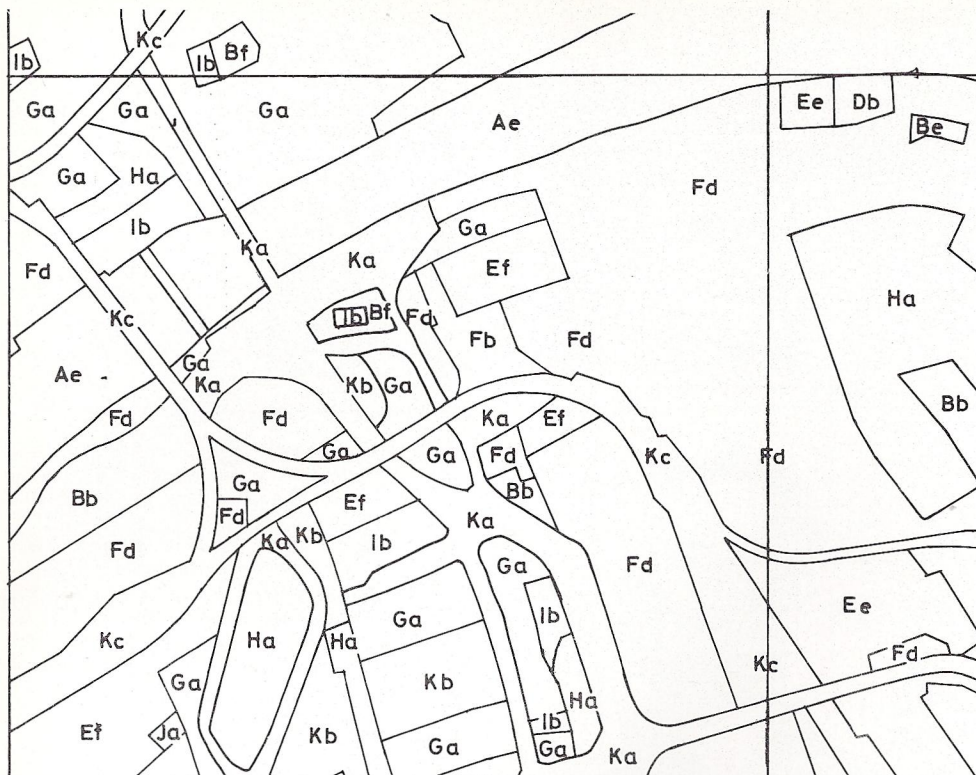 Kc
Ib Ib Bf
Ga Ga Ga Ae Ee Db
Be
Ga Ha Fd
Ib Ga
Fd Ka Ka Ef
Ha
Kc Ib Bf Fd
Fb Fd
Ga
Ae Ka Kb Ga
Fd Fd Ka Ef Bb
Ga Ga Fd Kc Fd
Bb Ga Bb
Fd Ef Ka
Fd Ka Kb Ib Ga Fd
Ga Ib Ee
Kc Ha Ha Fd
Ga Kb Ha Kc
Ef Ja Kb Ga Ib Ga Ka